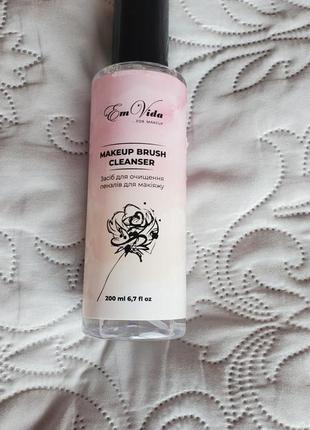 Em Vida
FOR MAKEUP
MAKEUP BRUSH
CLEANSER
Засіб для очищення
пензлів для макіяжу
200 ml 6,7 fl oz